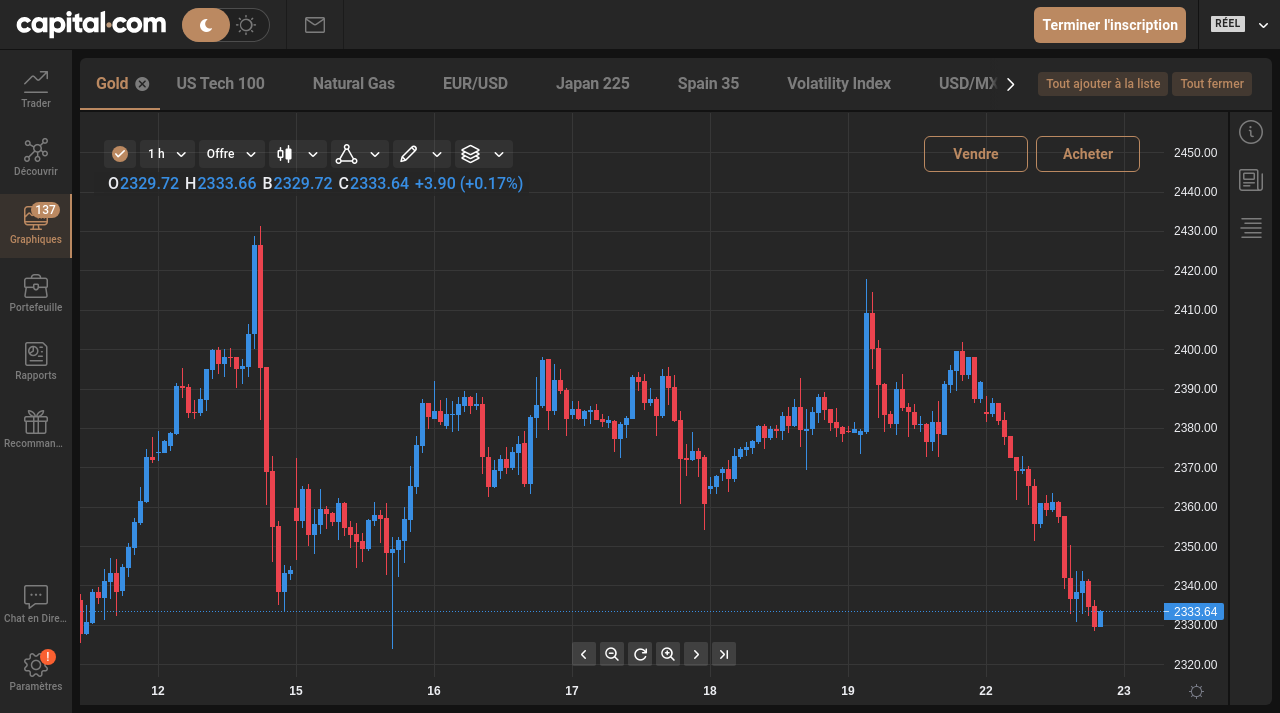 capital.com
Terminer l'inscription
RÉEL
Trader
Découvrir
137
Graphiques
Portefeuille
Rapports
Recomman...
Chat en Dire...
!
Paramètres
Gold US Tech 100 Natural Gas EUR/USD Japan 225 Spain 35 Volatility Index USD/MX
Tout ajouter à la liste Tout fermer
1 h Offre
Vendre Acheter
O2329.72 H2333.66 B2329.72 C2333.64 +3.90 (+0.17%)
2450.00
2440.00
2430.00
2420.00
2410.00
2400.00
2390.00
2380.00
2370.00
2360.00
2350.00
2340.00
2333.64
2330.00
2320.00
12 15 16 17 18 19 22 23